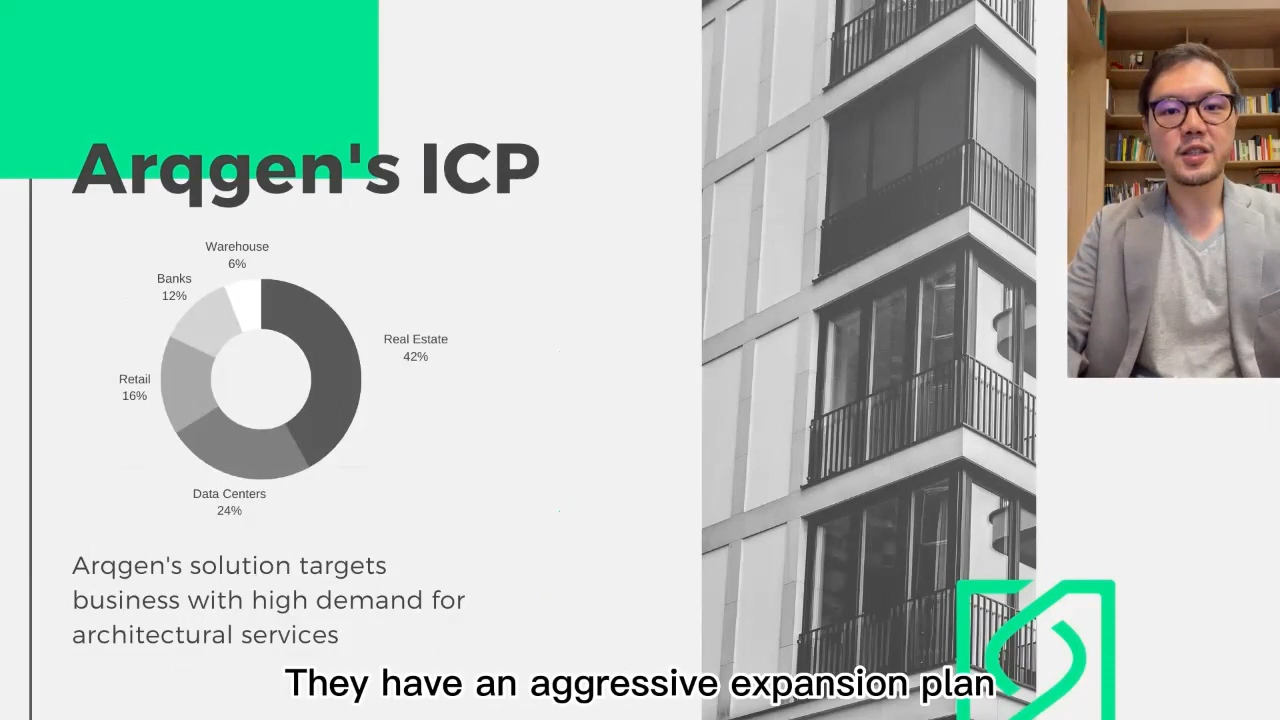 Arqgen's ICP
Warehouse
6%
Banks
12%
Real Estate
42%
Retail
16%
Data Centers
24%
Arqgen's solution targets
business with high demand for
architectural services
They have an aggressive expansion plan